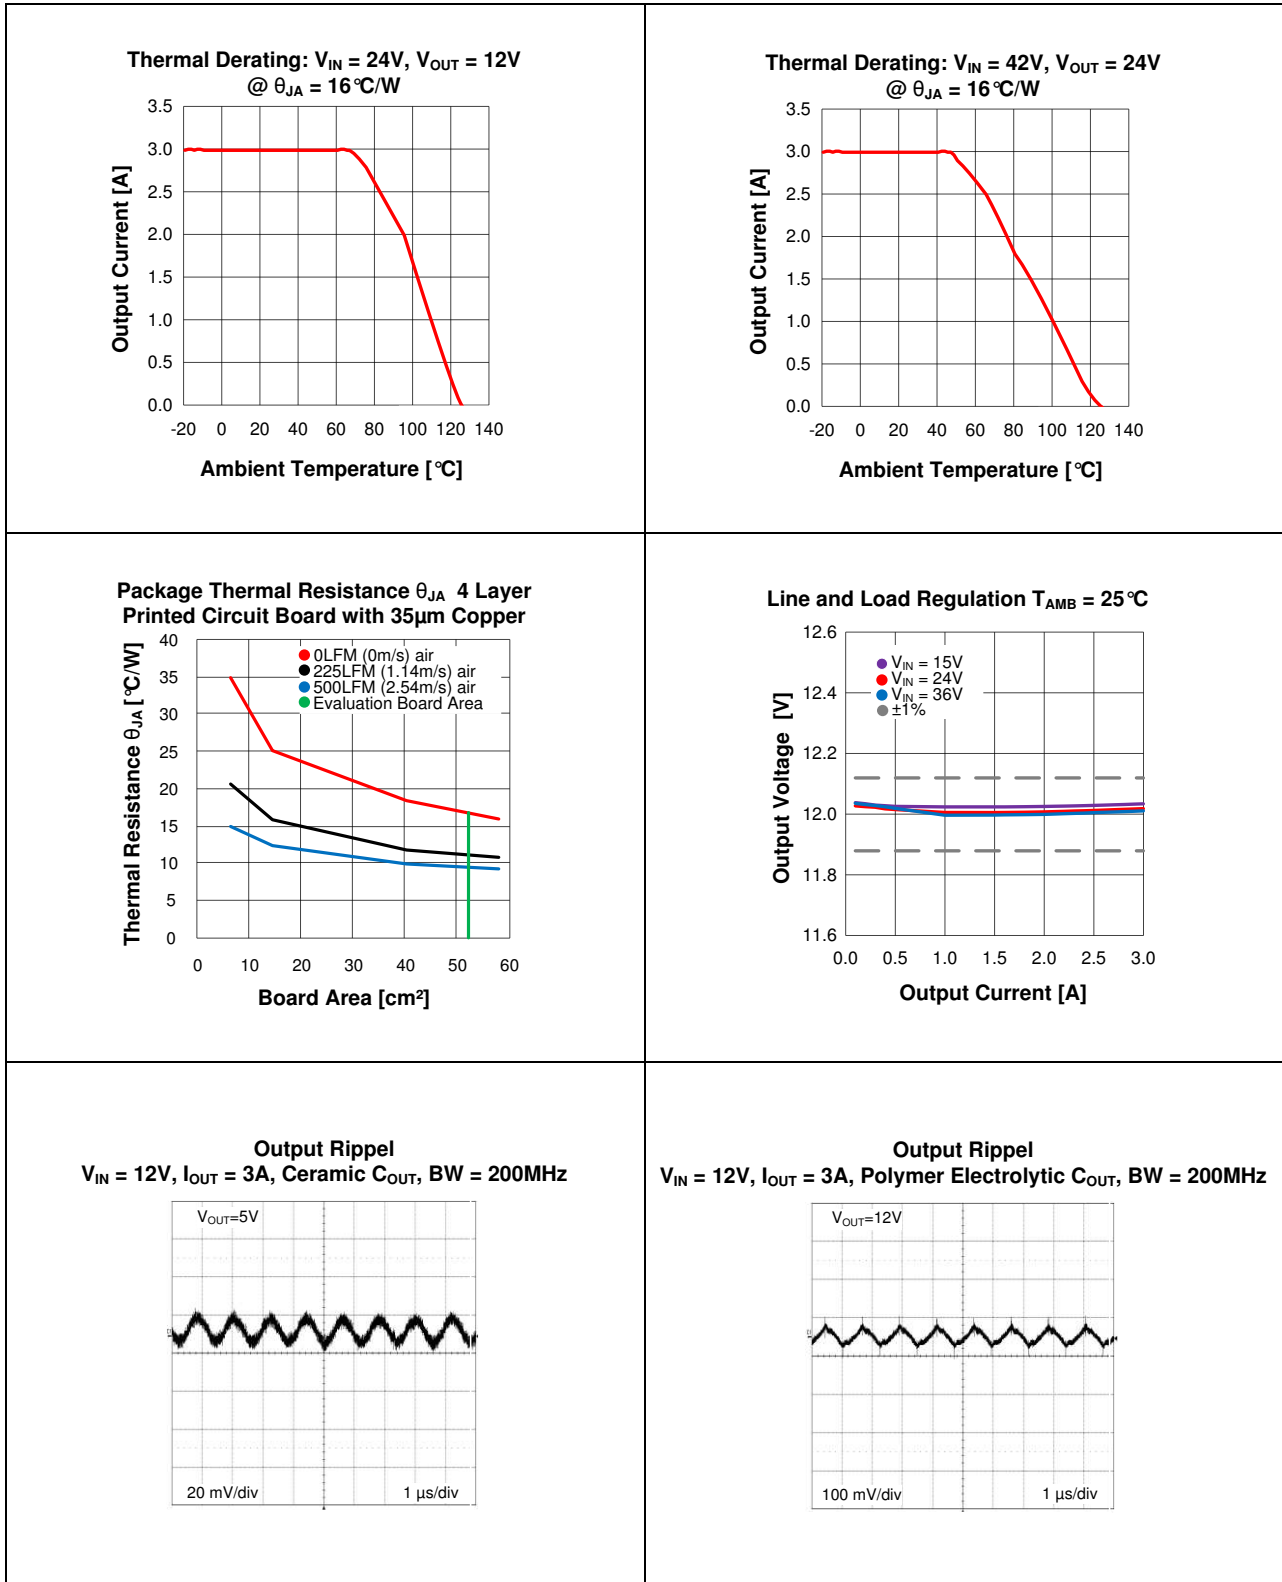 Thermal Derating: VIN = 24V, VOUT = 12V
@ θJA = 16°C/W
3.5
3.0
2.5
2.0
1.5
1.0
0.5
0.0
Output Current [A]
-20 0 20 40 60 80 100 120 140
Ambient Temperature [°C]
Thermal Derating: VIN = 42V, VOUT = 24V
@ θJA = 16°C/W
3.5
3.0
2.5
2.0
1.5
1.0
0.5
0.0
Output Current [A]
-20 0 20 40 60 80 100 120 140
Ambient Temperature [°C]
Package Thermal Resistance θJA 4 Layer
Printed Circuit Board with 35µm Copper
40
35
30
25
20
15
10
5
0
Thermal Resistance θJA [°C/W]
0LFM (0m/s) air
225LFM (1.14m/s) air
500LFM (2.54m/s) air
Evaluation Board Area
0 10 20 30 40 50 60
Board Area [cm²]
Line and Load Regulation TAMB = 25°C
12.6
12.4
12.2
12.0
11.8
11.6
Output Voltage [V]
VIN = 15V
VIN = 24V
VIN = 36V
±1%
0.0 0.5 1.0 1.5 2.0 2.5 3.0
Output Current [A]
Output Rippel
VIN = 12V, IOUT = 3A, Ceramic COUT, BW = 200MHz
VOUT=5V
20 mV/div 1 µs/div
Output Rippel
VIN = 12V, IOUT = 3A, Polymer Electrolytic COUT, BW = 200MHz
VOUT=12V
100 mV/div 1 µs/div